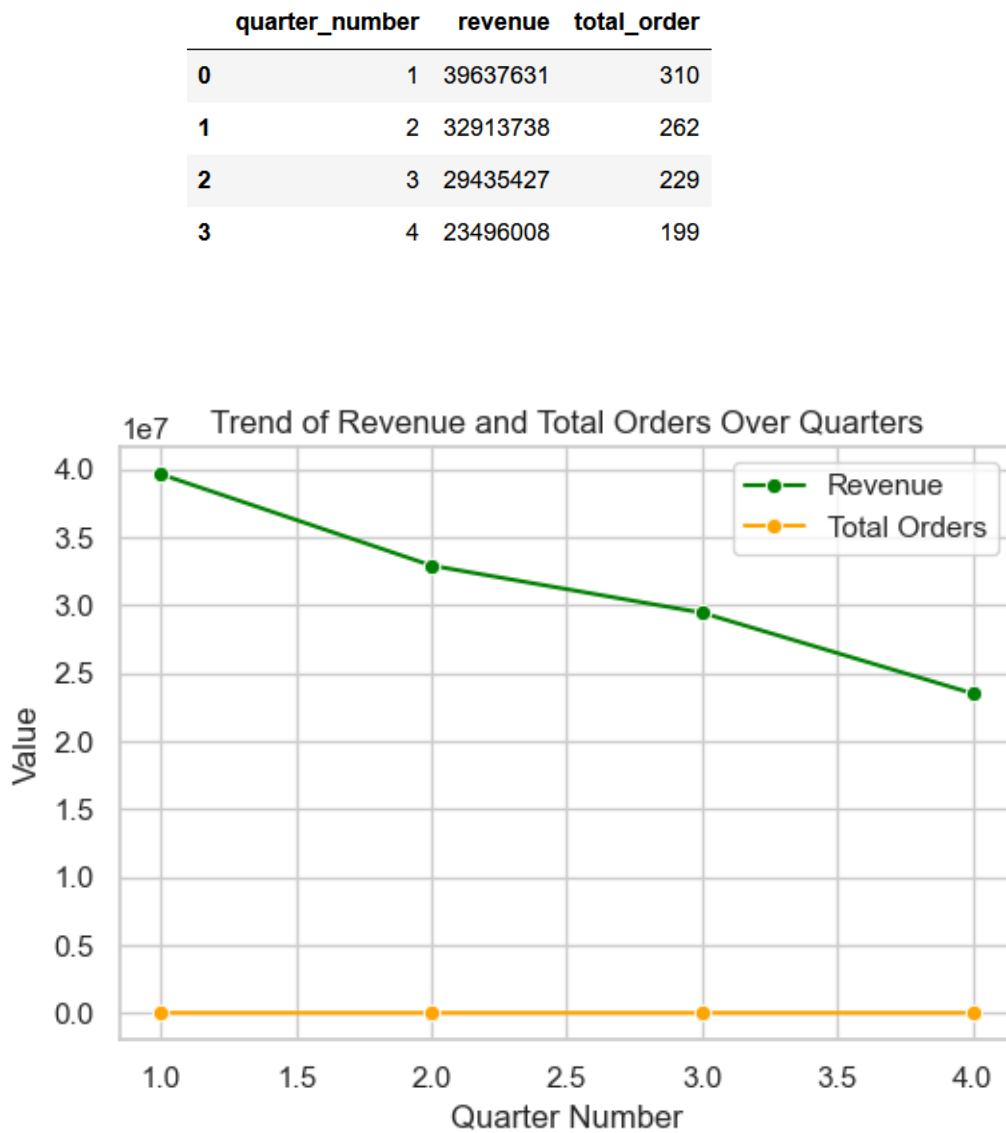 quarter_number revenue total_order
0 1 39637631 310
1 2 32913738 262
2 3 29435427 229
3 4 23496008 199
1e7 Trend of Revenue and Total Orders Over Quarters
Revenue
Total Orders
4.0
3.5
3.0
2.5
2.0
1.5
1.0
0.5
0.0
Value
1.0 1.5 2.0 2.5 3.0 3.5 4.0
Quarter Number